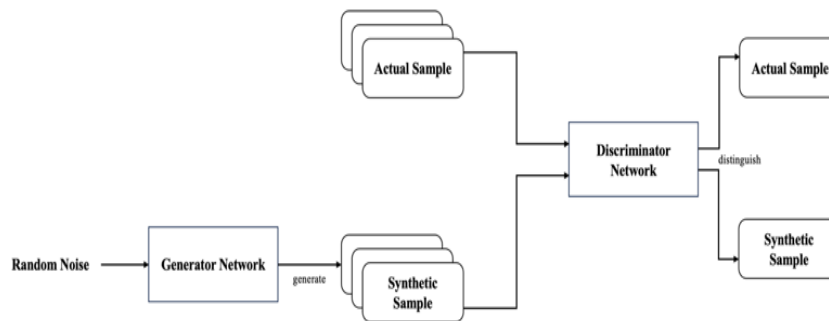 Actual Sample
Actual Sample
Discriminator
Network
distinguish
Random Noise
Generator Network
generate
Synthetic
Sample
Synthetic
Sample